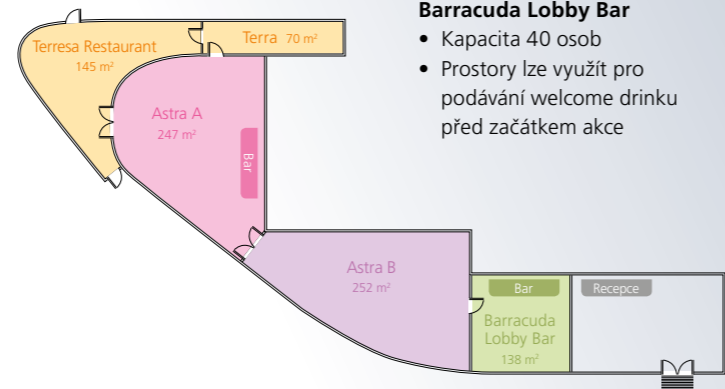 Barracuda Lobby Bar
• Kapacita 40 osob
• Prostory lze využít pro
podávání welcome drinku
před začátkem akce
Terresa Restaurant
145 m²
Terra 70 m²
Astra A
247 m²
Bar
Astra B
252 m²
Bar
Recepce
Barracuda
Lobby Bar
138 m²